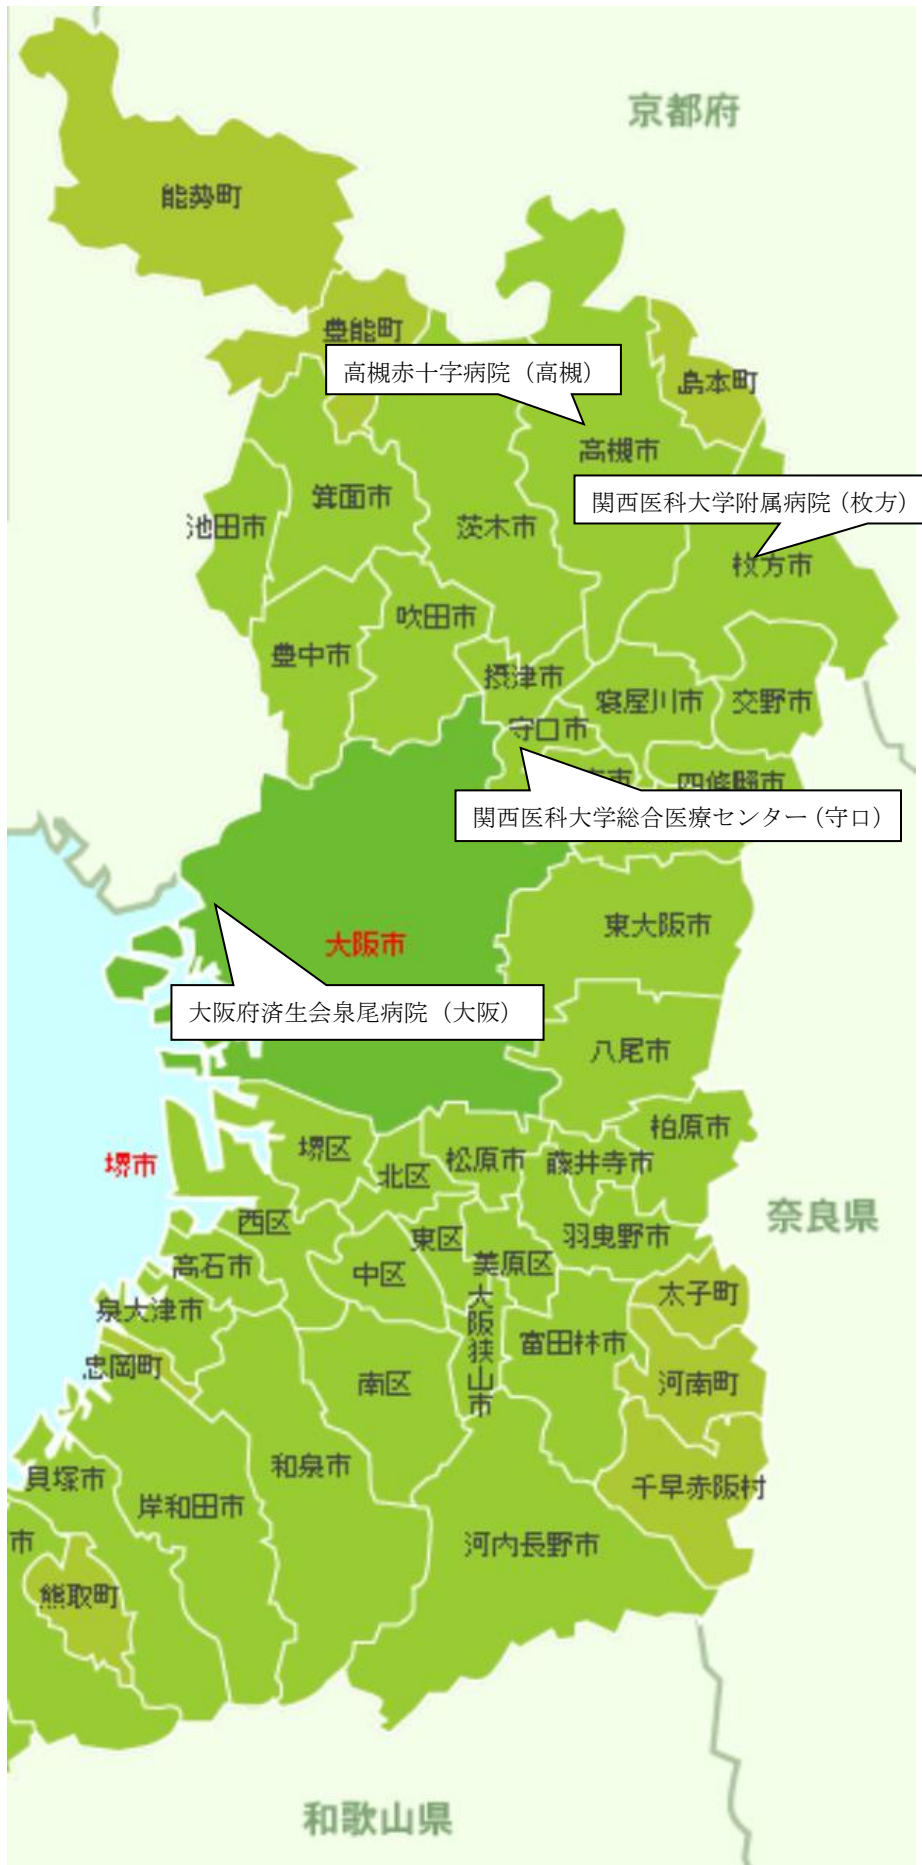 京都府
能勢町
豊能町
高槻赤十字病院（高槻）
島本町
高槻市
箕面市
関西医科大学附属病院（枚方）
池田市
茨木市
枚方市
吹田市
豊中市
摂津市
寝屋川市
交野市
守口市
四條畷市
関西医科大学総合医療センター（守口）
東大阪市
大阪市
大阪府済生会泉尾病院（大阪）
八尾市
柏原市
堺区
松原市
藤井寺市
堺市
北区
奈良県
西区
東区
羽曳野市
美原区
高石市
中区
太子町
泉大津市
大阪狭山市
富田林市
忠岡町
南区
河南町
和泉市
貝塚市
千早赤阪村
岸和田市
市
河内長野市
熊取町
和歌山県